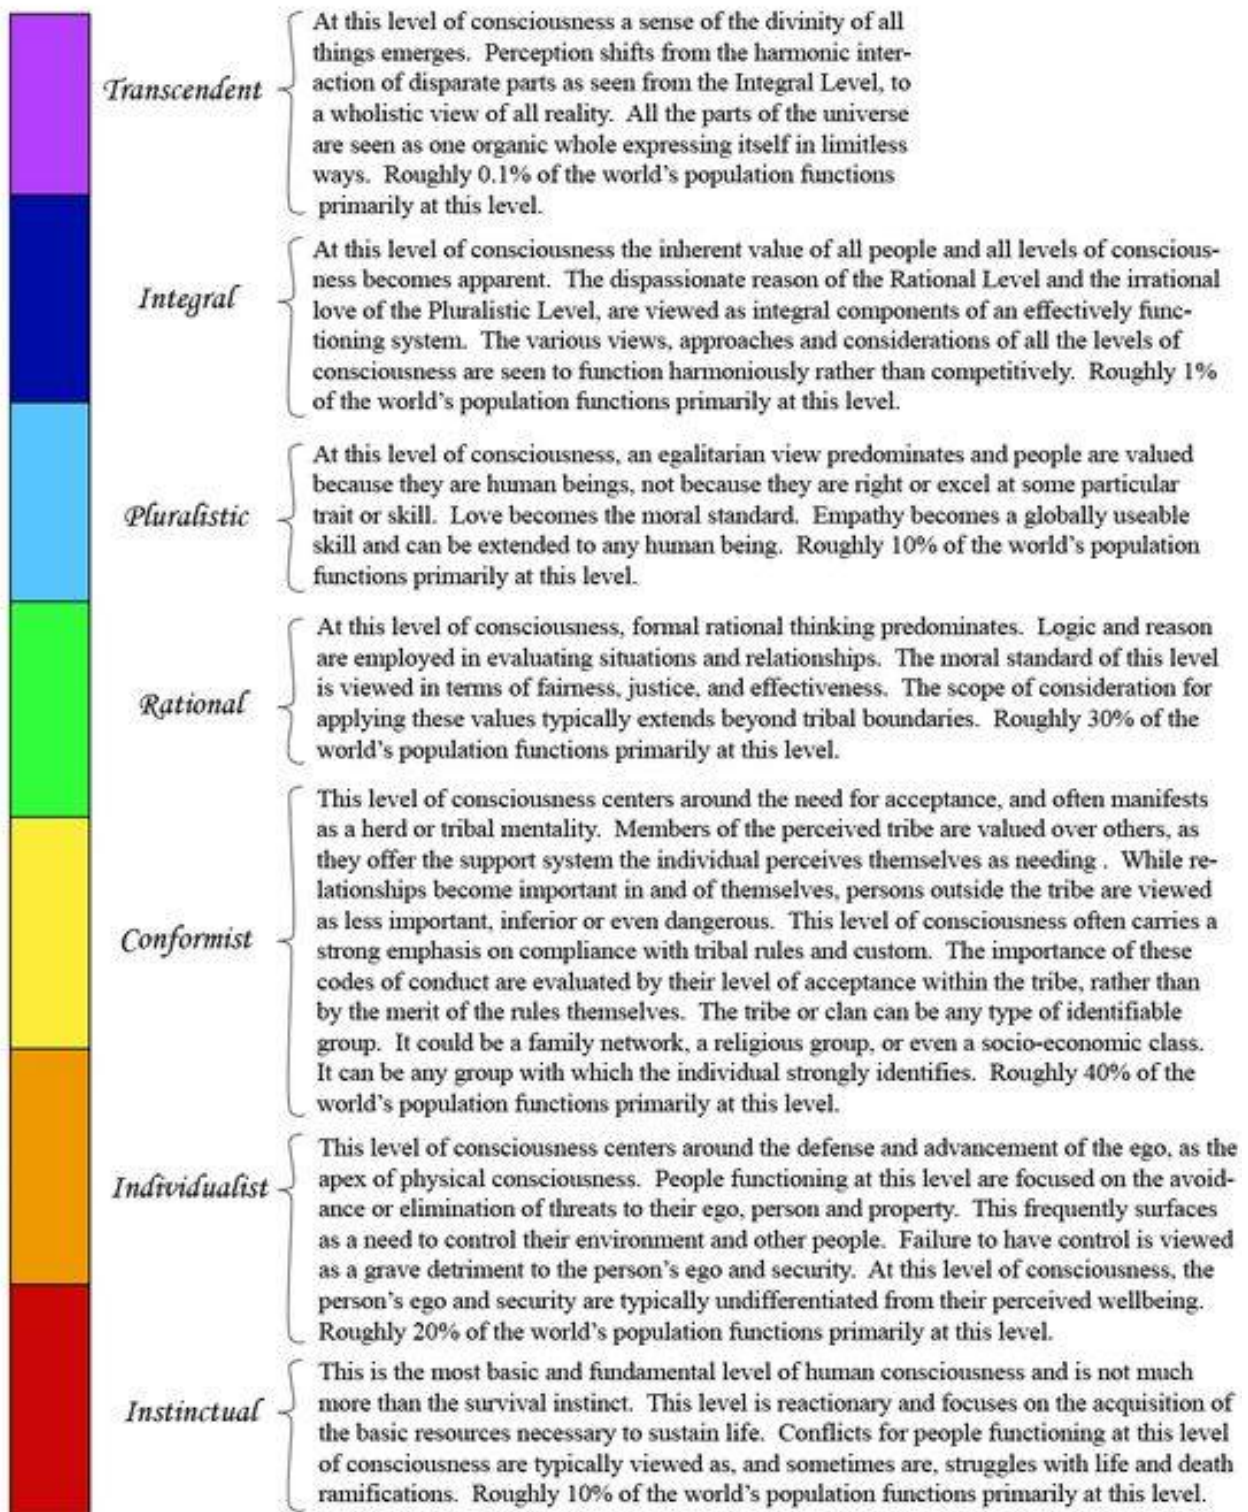 Transcendent
At this level of consciousness a sense of the divinity of all
things emerges. Perception shifts from the harmonic inter-
action of disparate parts as seen from the Integral Level, to
a wholistic view of all reality. All the parts of the universe
are seen as one organic whole expressing itself in limitless
ways. Roughly 0.1% of the world's population functions
primarily at this level.
Integral
At this level of consciousness the inherent value of all people and all levels of conscious-
ness becomes apparent. The dispassionate reason of the Rational Level and the irrational
love of the Pluralistic Level, are viewed as integral components of an effectively func-
tioning system. The various views, approaches and considerations of all the levels of
consciousness are seen to function harmoniously rather than competitively. Roughly 1%
of the world's population functions primarily at this level.
Pluralistic
At this level of consciousness, an egalitarian view predominates and people are valued
because they are human beings, not because they are right or excel at some particular
trait or skill. Love becomes the moral standard. Empathy becomes a globally useable
skill and can be extended to any human being. Roughly 10% of the world's population
functions primarily at this level.
Rational
At this level of consciousness, formal rational thinking predominates. Logic and reason
are employed in evaluating situations and relationships. The moral standard of this level
is viewed in terms of fairness, justice, and effectiveness. The scope of consideration for
applying these values typically extends beyond tribal boundaries. Roughly 30% of the
world's population functions primarily at this level.
Conformist
This level of consciousness centers around the need for acceptance, and often manifests
as a herd or tribal mentality. Members of the perceived tribe are valued over others, as
they offer the support system the individual perceives themselves as needing . While re-
lationships become important in and of themselves, persons outside the tribe are viewed
as less important, inferior or even dangerous. This level of consciousness often carries a
strong emphasis on compliance with tribal rules and custom. The importance of these
codes of conduct are evaluated by their level of acceptance within the tribe, rather than
by the merit of the rules themselves. The tribe or clan can be any type of identifiable
group. It could be a family network, a religious group, or even a socio-economic class.
It can be any group with which the individual strongly identifies. Roughly 40% of the
world's population functions primarily at this level.
Individualist
This level of consciousness centers around the defense and advancement of the ego, as the
apex of physical consciousness. People functioning at this level are focused on the avoid-
ance or elimination of threats to their ego, person and property. This frequently surfaces
as a need to control their environment and other people. Failure to have control is viewed
as a grave detriment to the person's ego and security. At this level of consciousness, the
person's ego and security are typically undifferentiated from their perceived wellbeing.
Roughly 20% of the world's population functions primarily at this level.
Instinctual
This is the most basic and fundamental level of human consciousness and is not much
more than the survival instinct. This level is reactionary and focuses on the acquisition of
the basic resources necessary to sustain life. Conflicts for people functioning at this level
of consciousness are typically viewed as, and sometimes are, struggles with life and death
ramifications. Roughly 10% of the world's population functions primarily at this level.